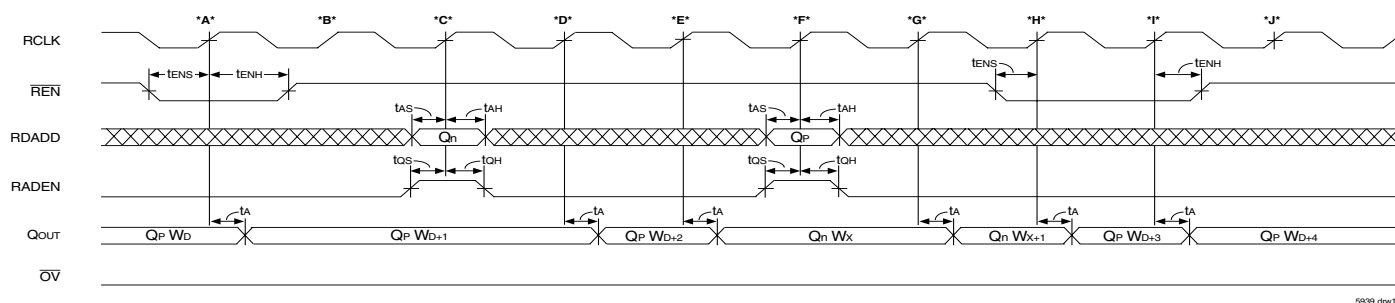 *A* *B* *C* *D* *E* *F* *G* *H* *I* *J*
RCLK
tENS tENH tENS tENH
REN
tAS tAH tAS tAH
RDADD Qn QP
tQS tQH tQS tQH
RADEN
tA tA tA tA tA tA
QOUT QP WD QP WD+1 QP WD+2 Qn WX Qn WX+1 QP WD+3 QP WD+4
OV